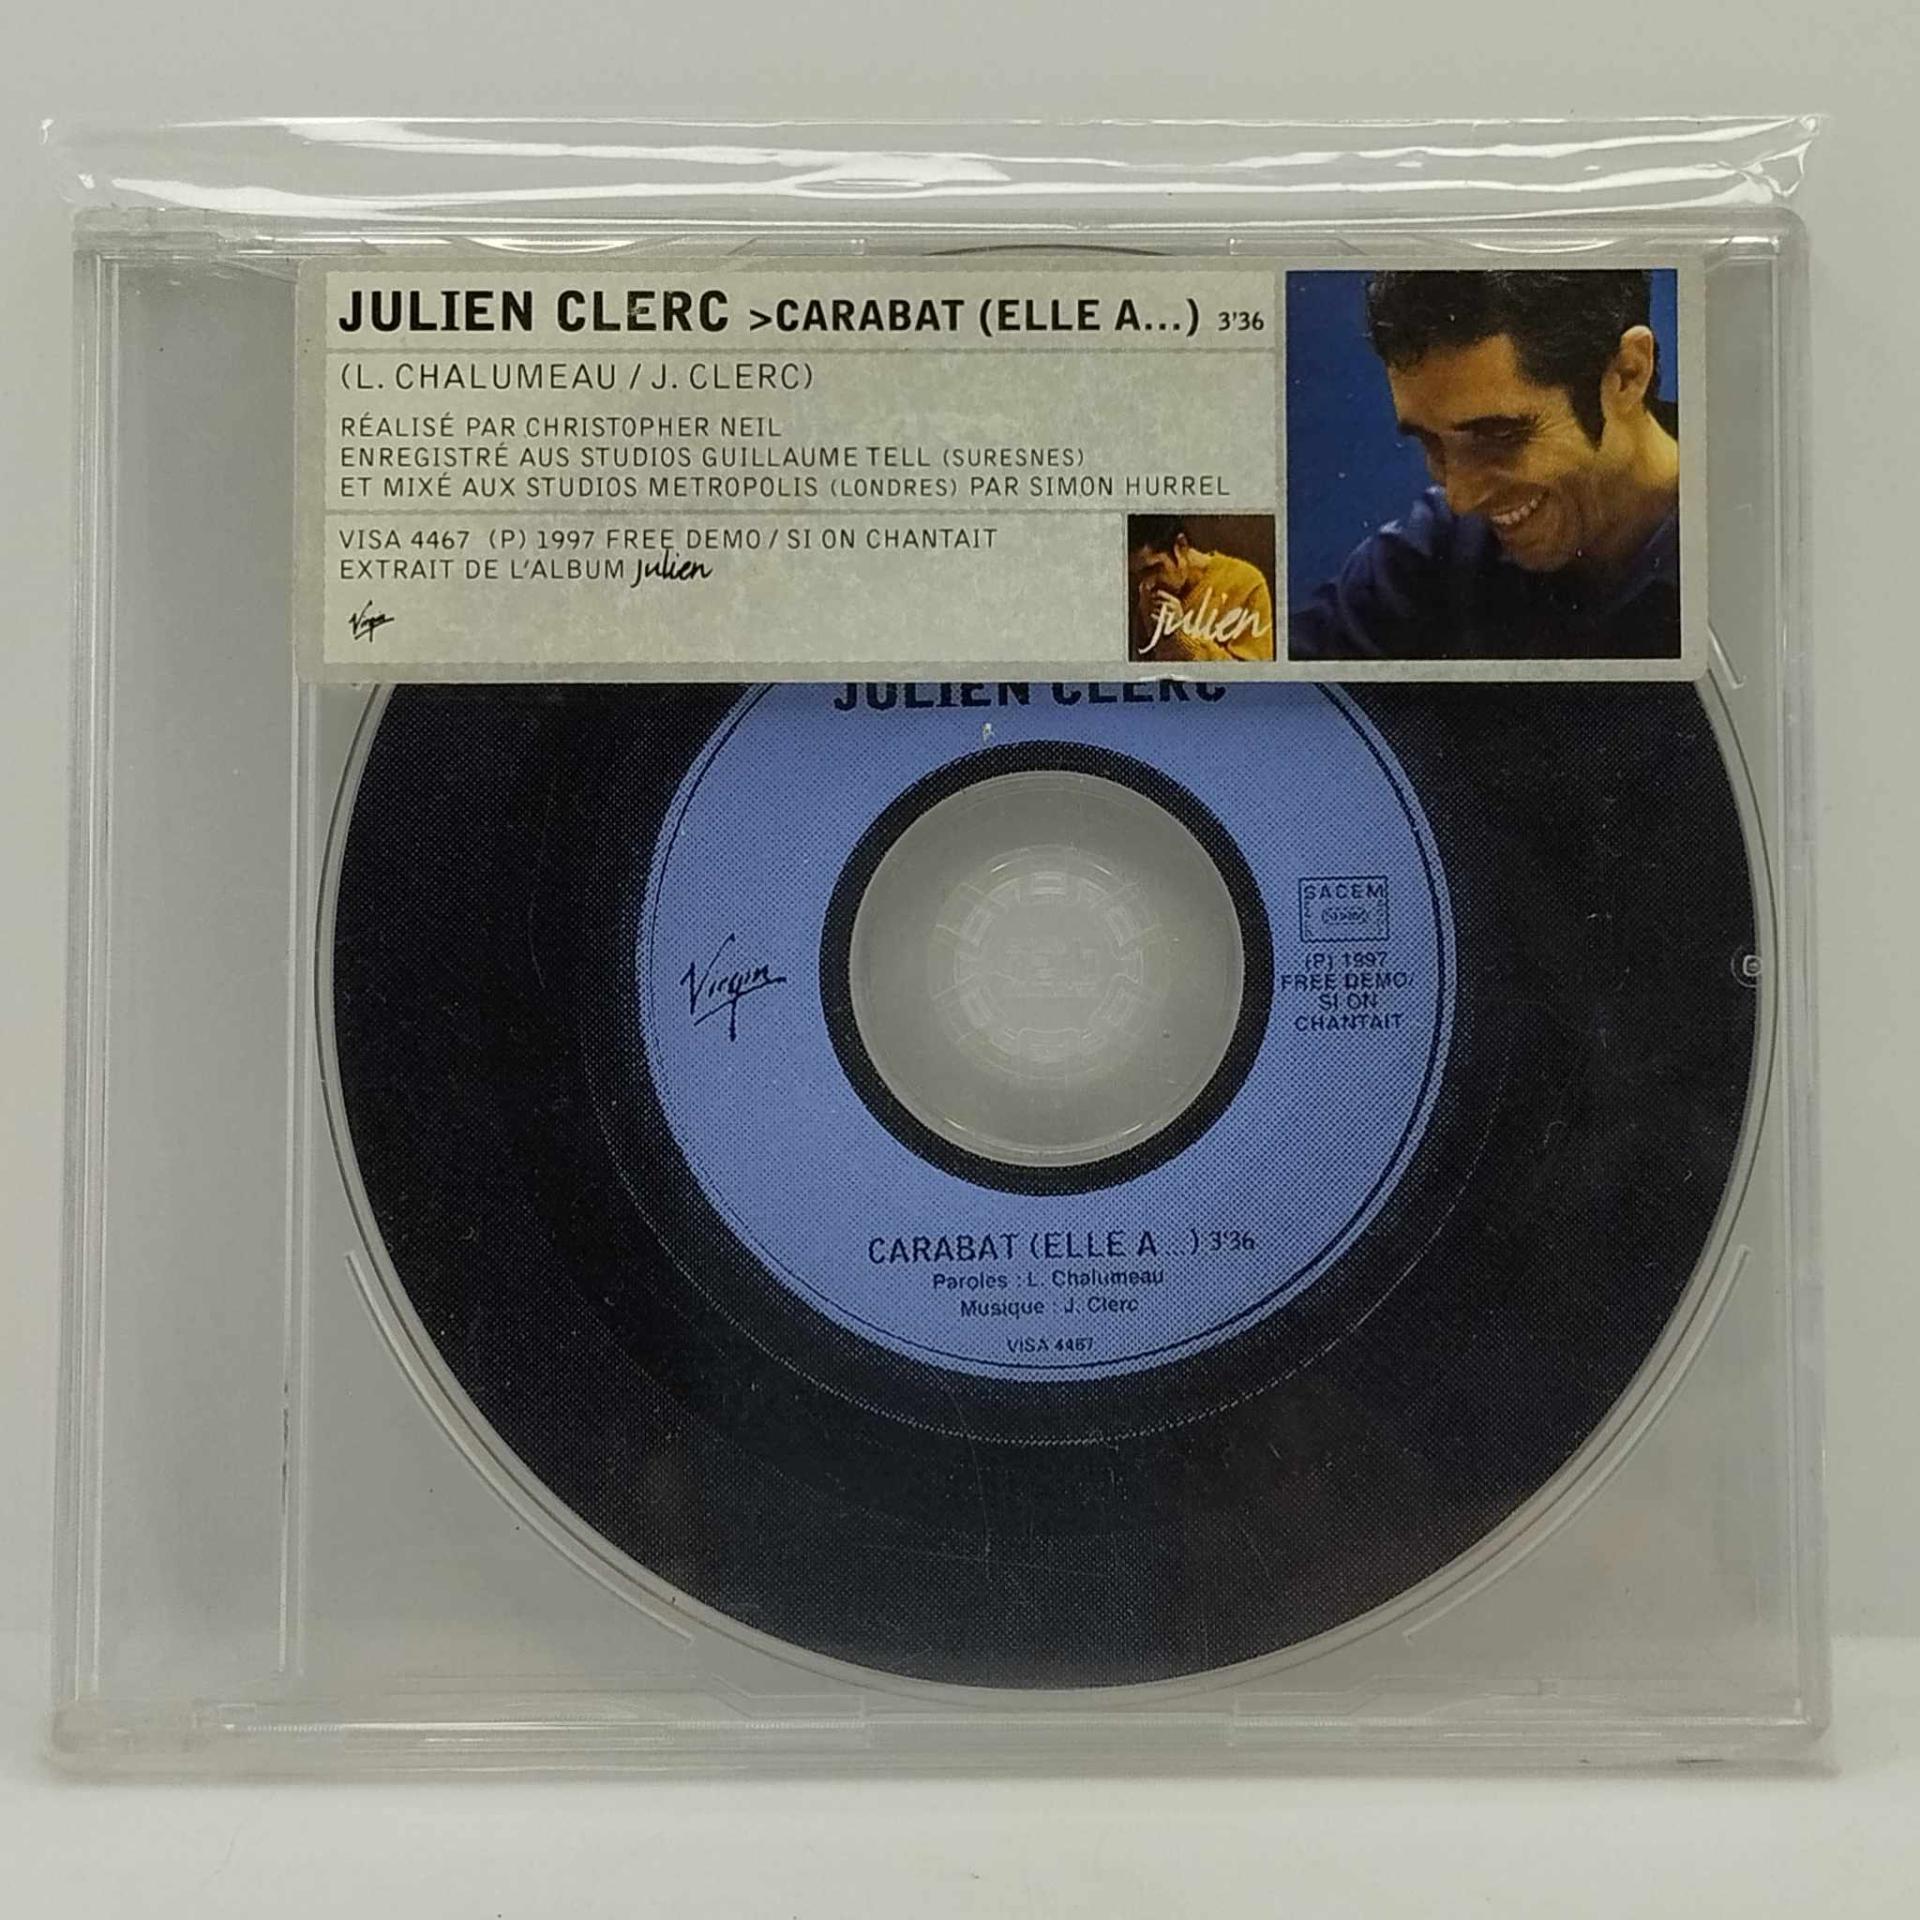 JULIEN CLERC >CARABAT (ELLE A...) 3'36
(L. CHALUMEAU / J. CLERC)
RÉALISÉ PAR CHRISTOPHER NEIL
ENREGISTRÉ AUS STUDIOS GUILLAUME TELL (SURESNES)
ET MIXÉ AUX STUDIOS METROPOLIS (LONDRES) PAR SIMON HURREL
VISA 4467 (P) 1997 FREE DEMO / SI ON CHANTAIT
EXTRAIT DE L'ALBUM Julien
Virgin
Julien
JULIEN CLERC
Virgin
SACEM
(P) 1997
FREE DEMO/
SI ON
CHANTAIT
CARABAT (ELLE A...) 3'36
Paroles : L. Chalumeau
Musique : J. Clerc
VISA 4467